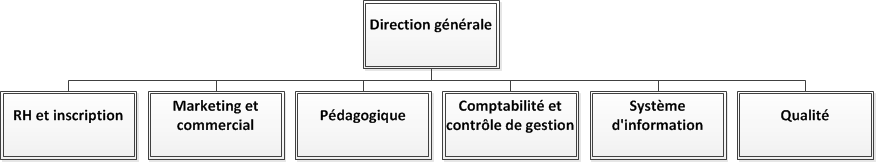 Direction générale
RH et inscription
Marketing et
commercial
Pédagogique
Comptabilité et
contrôle de gestion
Système
d'information
Qualité